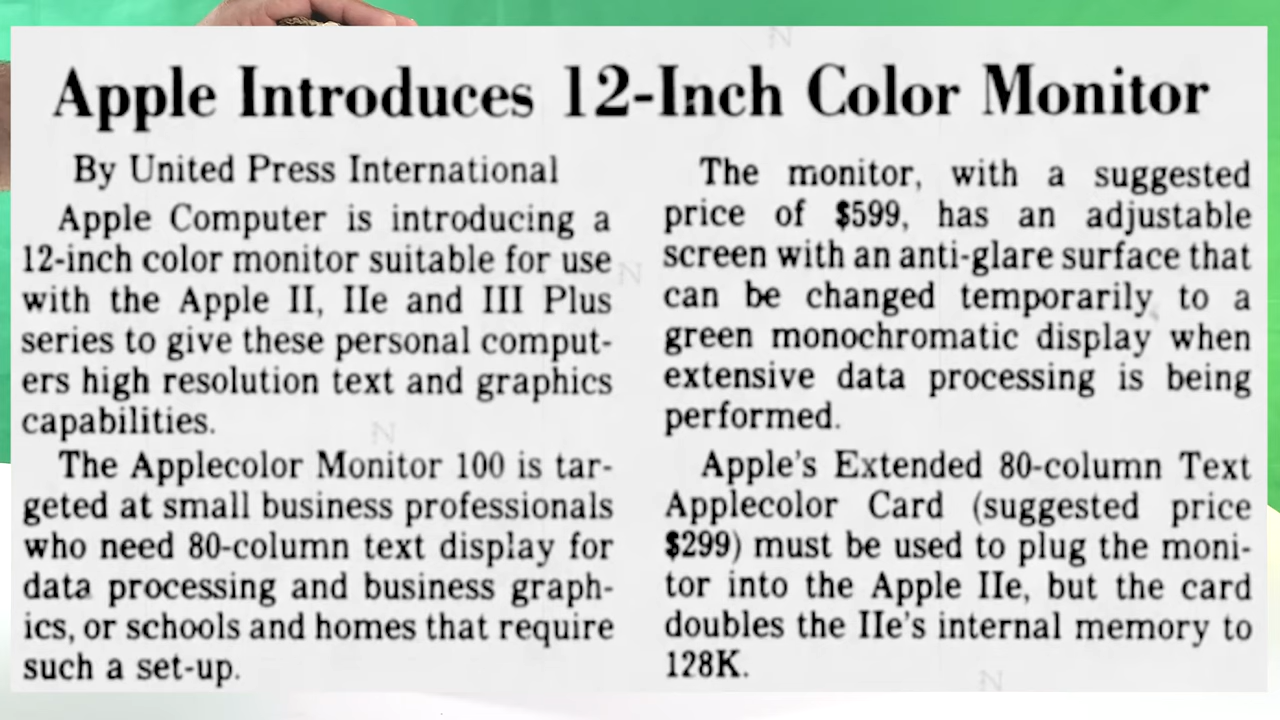 Apple Introduces 12-Inch Color Monitor
By United Press International
Apple Computer is introducing a
12-inch color monitor suitable for use
with the Apple II, IIe and III Plus
series to give these personal comput-
ers high resolution text and graphics
capabilities.
The Applecolor Monitor 100 is tar-
geted at small business professionals
who need 80-column text display for
data processing and business graph-
ics, or schools and homes that require
such a set-up.
The monitor, with a suggested
price of $599, has an adjustable
screen with an anti-glare surface that
can be changed temporarily to a
green monochromatic display when
extensive data processing is being
performed.
Apple's Extended 80-column Text
Applecolor Card (suggested price
$299) must be used to plug the moni-
tor into the Apple IIe, but the card
doubles the IIe's internal memory to
128K.